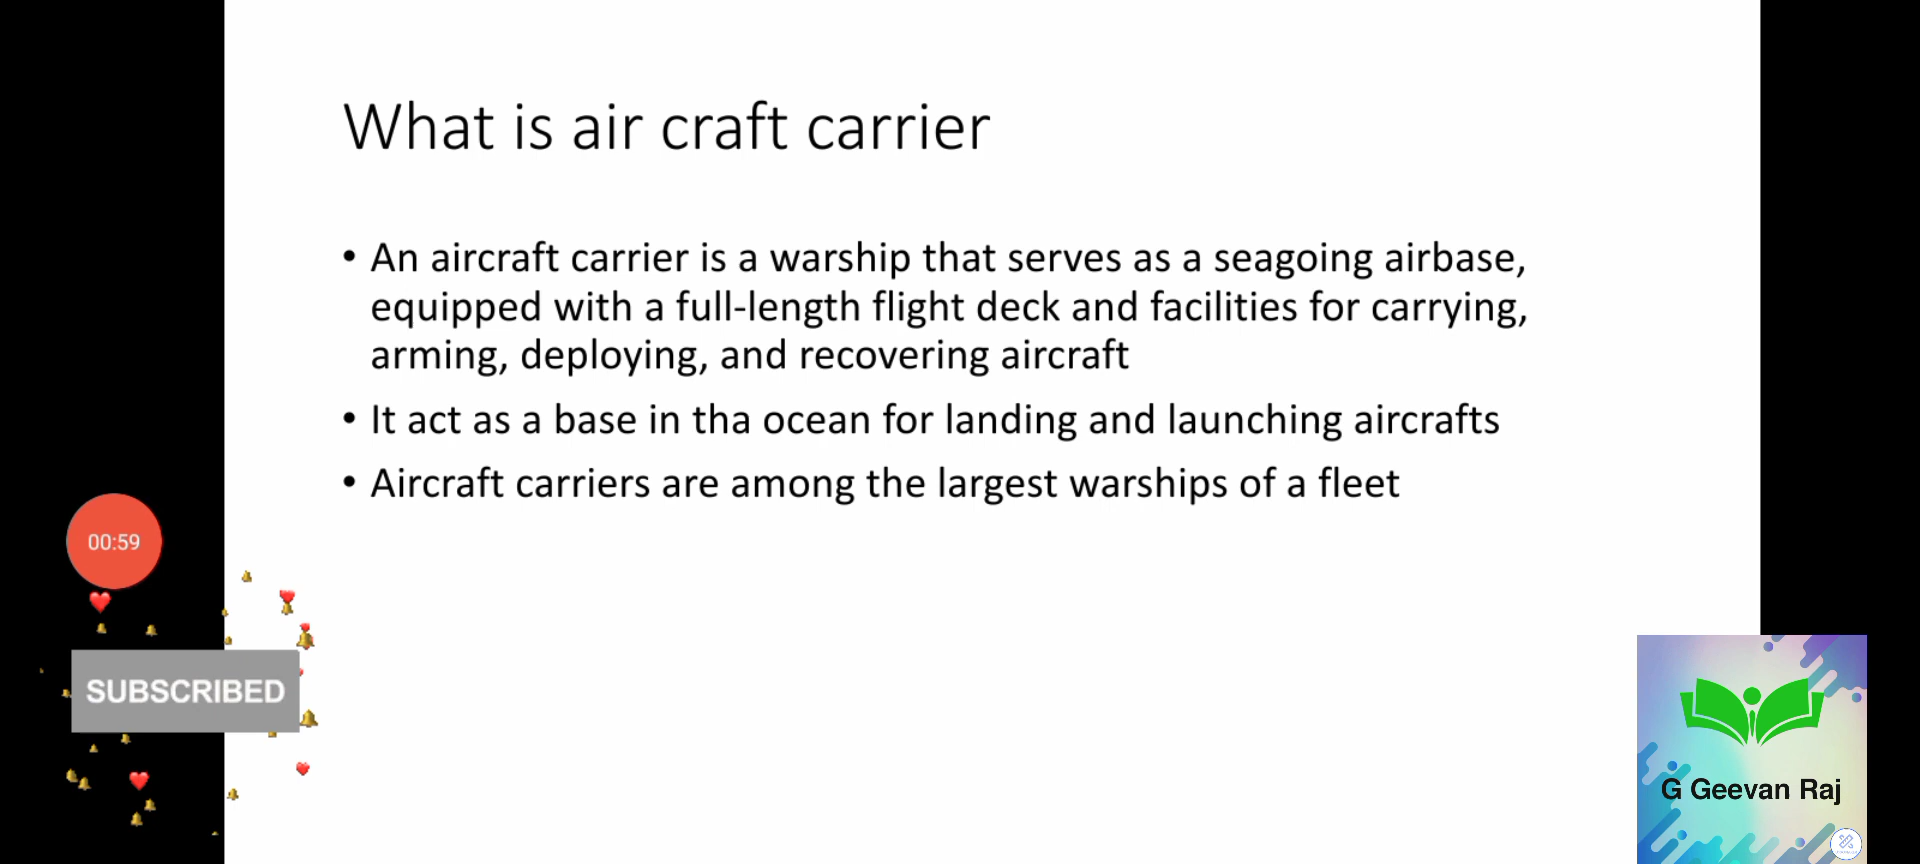 What is air craft carrier
• An aircraft carrier is a warship that serves as a seagoing airbase,
equipped with a full-length flight deck and facilities for carrying,
arming, deploying, and recovering aircraft
• It act as a base in tha ocean for landing and launching aircrafts
• Aircraft carriers are among the largest warships of a fleet
00:59
SUBSCRIBED
G Geevan Raj